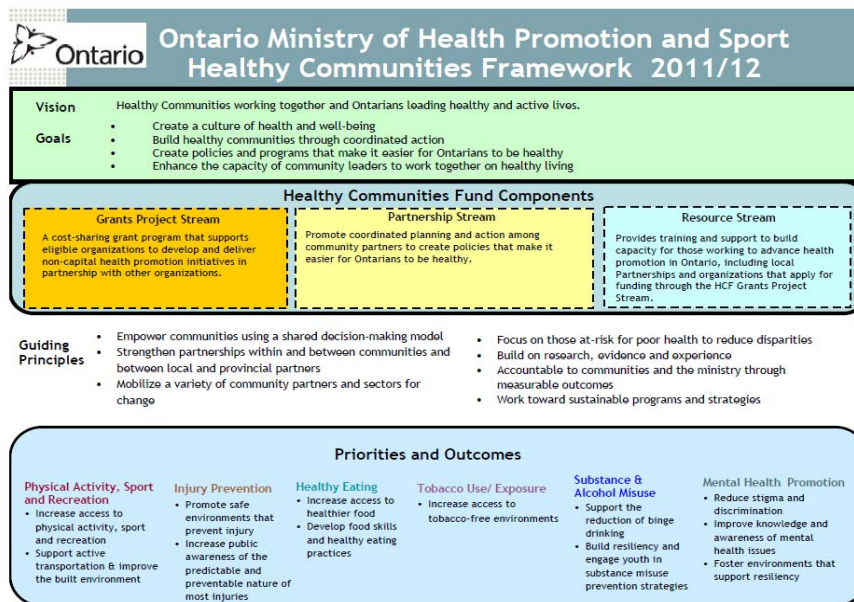 Ontario
Ontario Ministry of Health Promotion and Sport
Healthy Communities Framework 2011/12
Vision
Healthy Communities working together and Ontarians leading healthy and active lives.
Goals
• Create a culture of health and well-being
• Build healthy communities through coordinated action
• Create policies and programs that make it easier for Ontarians to be healthy
• Enhance the capacity of community leaders to work together on healthy living
Healthy Communities Fund Components
Grants Project Stream
A cost-sharing grant program that supports
eligible organizations to develop and deliver
non-capital health promotion initiatives in
partnership with other organizations.
Partnership Stream
Promote coordinated planning and action among
community partners to create policies that make it
easier for Ontarians to be healthy.
Resource Stream
Provides training and support to build
capacity for those working to advance health
promotion in Ontario, including local
Partnerships and organizations that apply for
funding through the HCF Grants Project
Stream.
Guiding
Principles
• Empower communities using a shared decision-making model
• Strengthen partnerships within and between communities and
between local and provincial partners
• Mobilize a variety of community partners and sectors for
change
• Focus on those at-risk for poor health to reduce disparities
• Build on research, evidence and experience
• Accountable to communities and the ministry through
measurable outcomes
• Work toward sustainable programs and strategies
Priorities and Outcomes
Physical Activity, Sport
and Recreation
• Increase access to
physical activity, sport
and recreation
• Support active
transportation & improve
the built environment
Injury Prevention
• Promote safe
environments that
prevent injury
• Increase public
awareness of the
predictable and
preventable nature of
most injuries
Healthy Eating
• Increase access to
healthier food
• Develop food skills
and healthy eating
practices
Tobacco Use/ Exposure
• Increase access to
tobacco-free environments
Substance &
Alcohol Misuse
• Support the
reduction of binge
drinking
• Build resiliency and
engage youth in
substance misuse
prevention strategies
Mental Health Promotion
• Reduce stigma and
discrimination
• Improve knowledge and
awareness of mental
health issues
• Foster environments that
support resiliency